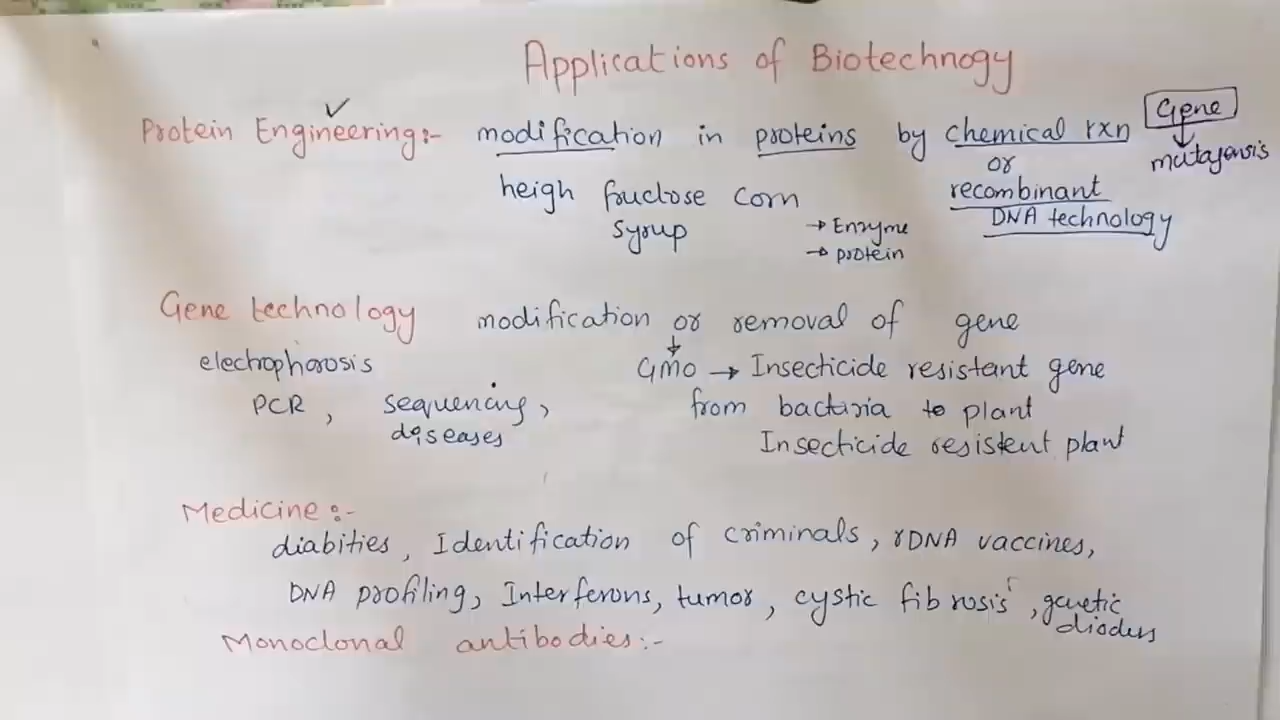 Applications of Biotechnogy
Protein Engineering:- modification in proteins by chemical rxn
Gene
mutagensis
or
heigh fructose corn recombinant
syrup DNA technology
→ Enzyme
→ protein
Gene technology modification or removal of gene
electrophorosis GMO → Insecticide resistant gene
PCR, sequencing, from bactiria to plant
diseases Insecticide resistent plant
Medicine:-
diabities, Identification of criminals, rDNA vaccines,
DNA profiling, Interferons, tumor, cystic fibrosis, genetic
Monoclonal antibodies:-